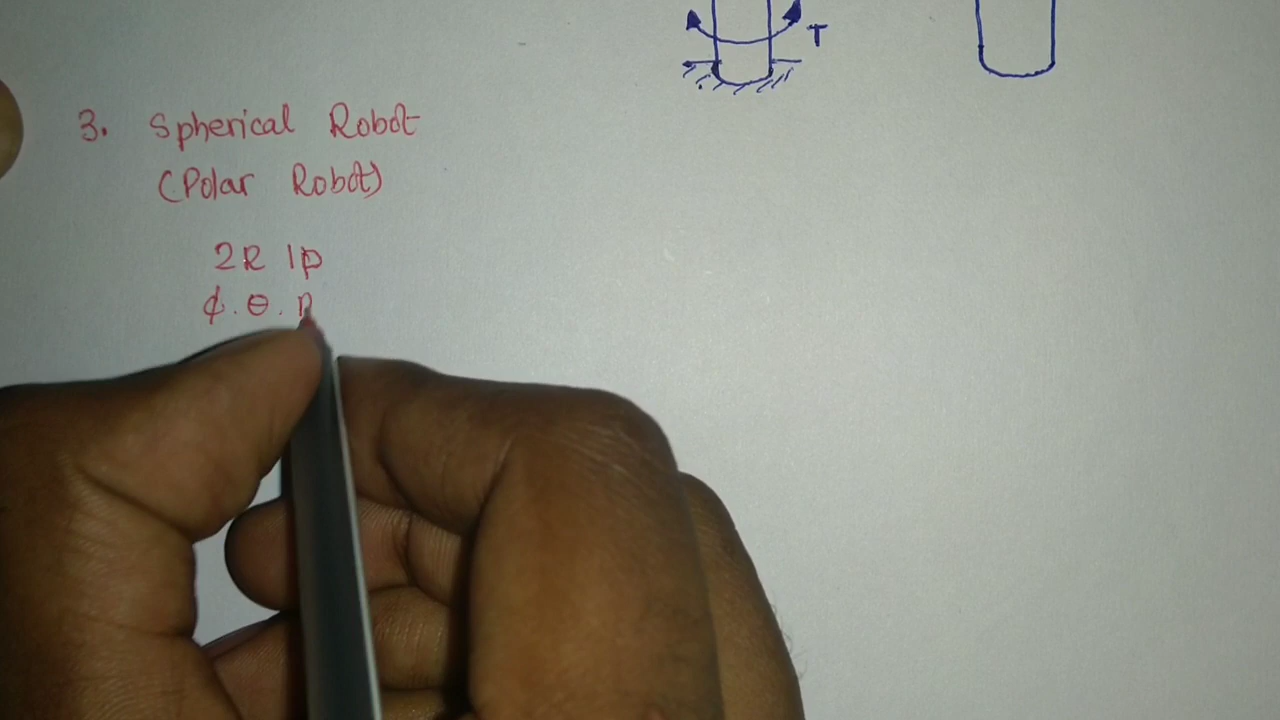 T
3. Spherical Robot
(Polar Robot)
2R 1P
ϕ. θ.